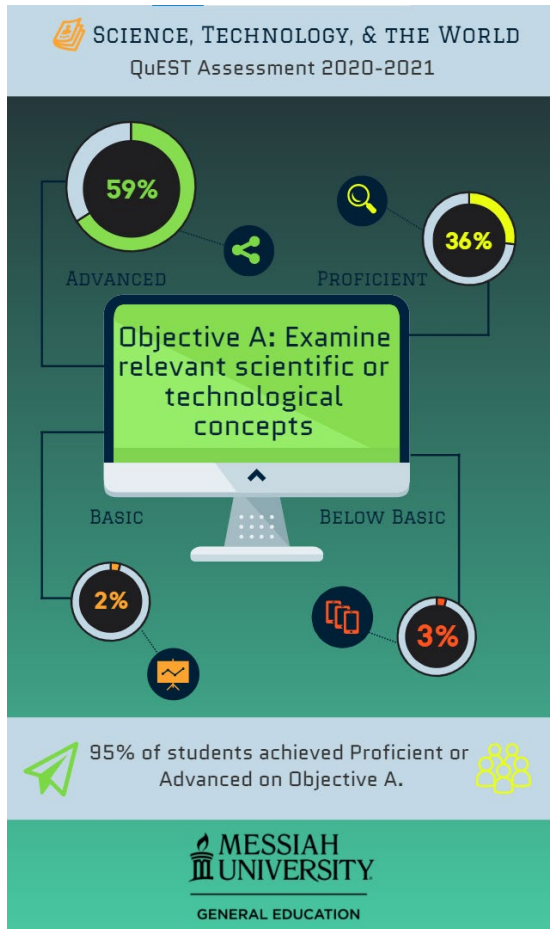 Science, Technology, & the World
QuEST Assessment 2020-2021
59%
36%
Advanced
Proficient
Objective A: Examine
relevant scientific or
technological
concepts
Basic
Below Basic
2%
3%
95% of students achieved Proficient or
Advanced on Objective A.
MESSIAH
UNIVERSITY
GENERAL EDUCATION